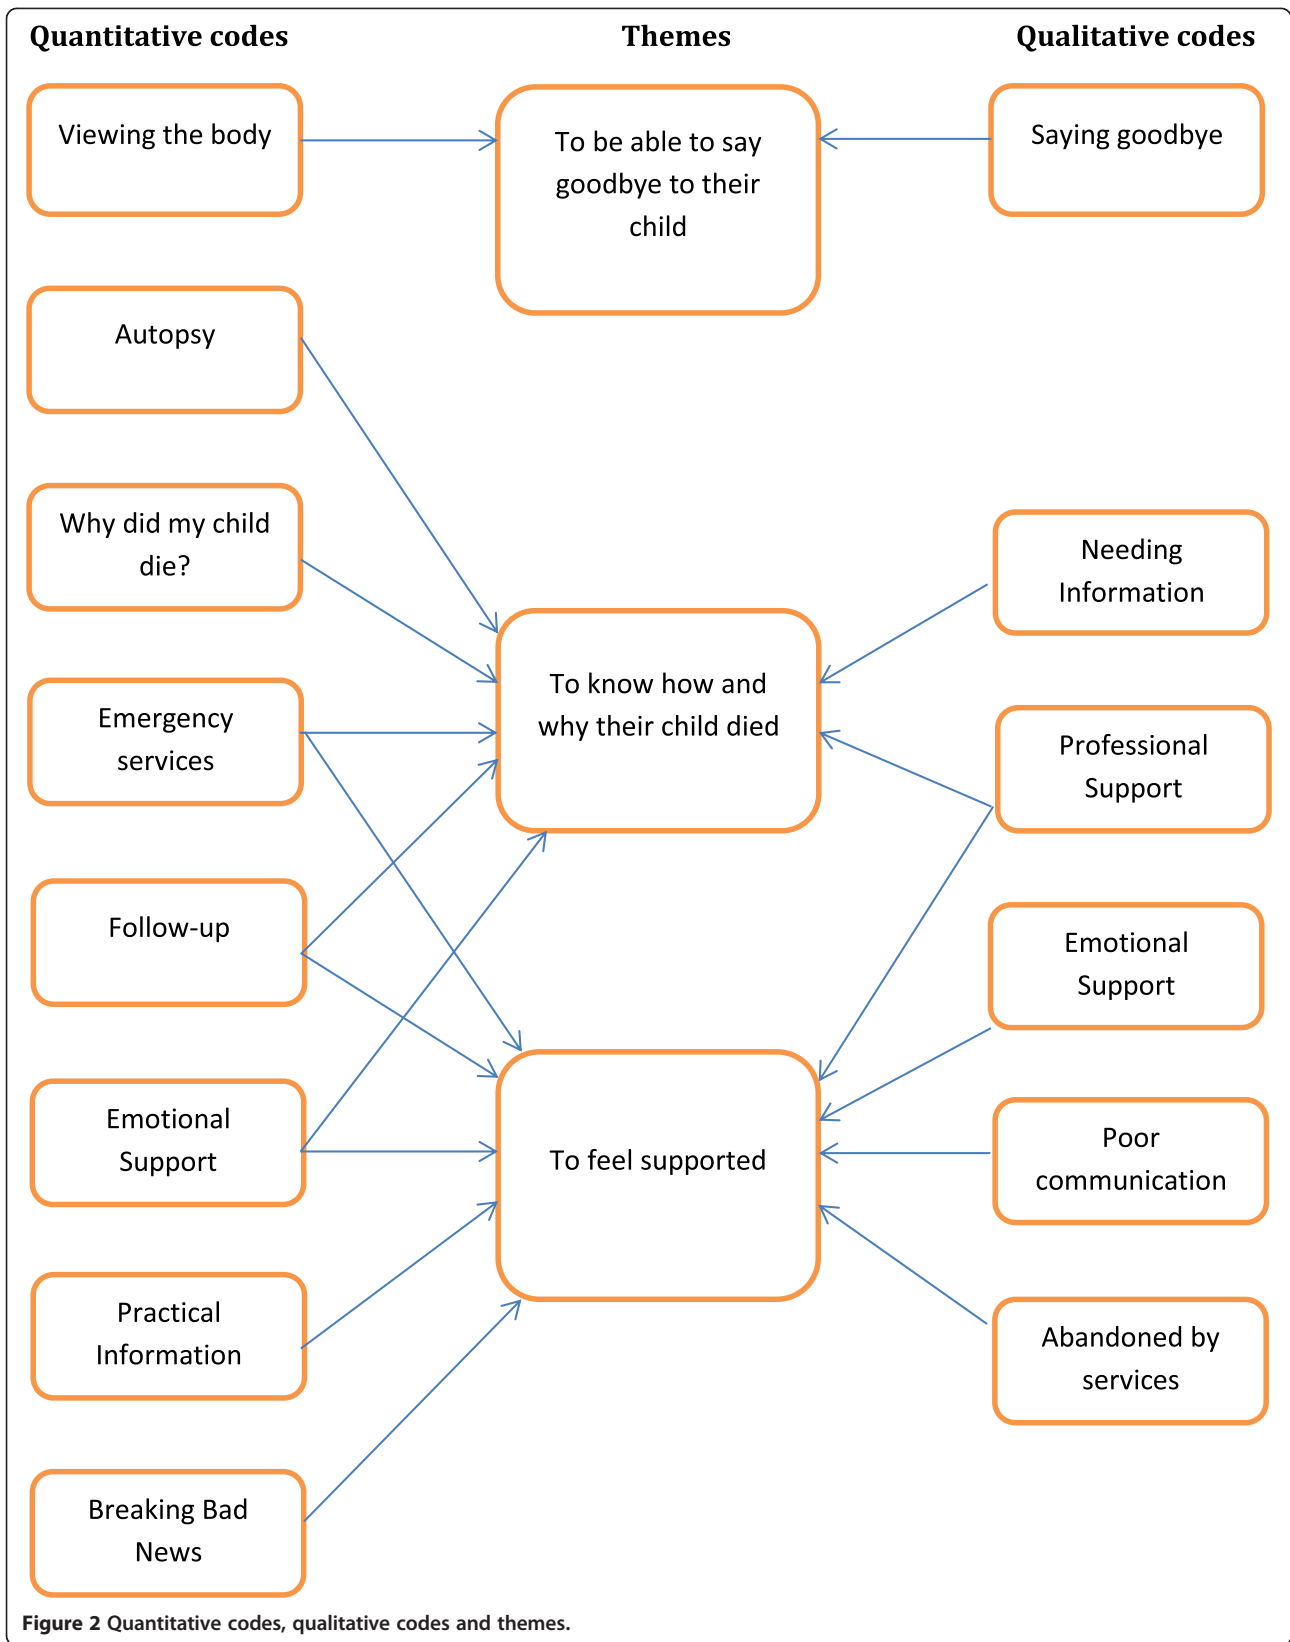 Quantitative codes
Themes
Qualitative codes
Viewing the body
To be able to say
goodbye to their
child
Saying goodbye
Autopsy
Why did my child
die?
Needing
Information
Emergency
services
To know how and
why their child died
Professional
Support
Follow-up
Emotional
Support
Emotional
Support
To feel supported
Poor
communication
Practical
Information
Abandoned by
services
Breaking Bad
News
Figure 2 Quantitative codes, qualitative codes and themes.